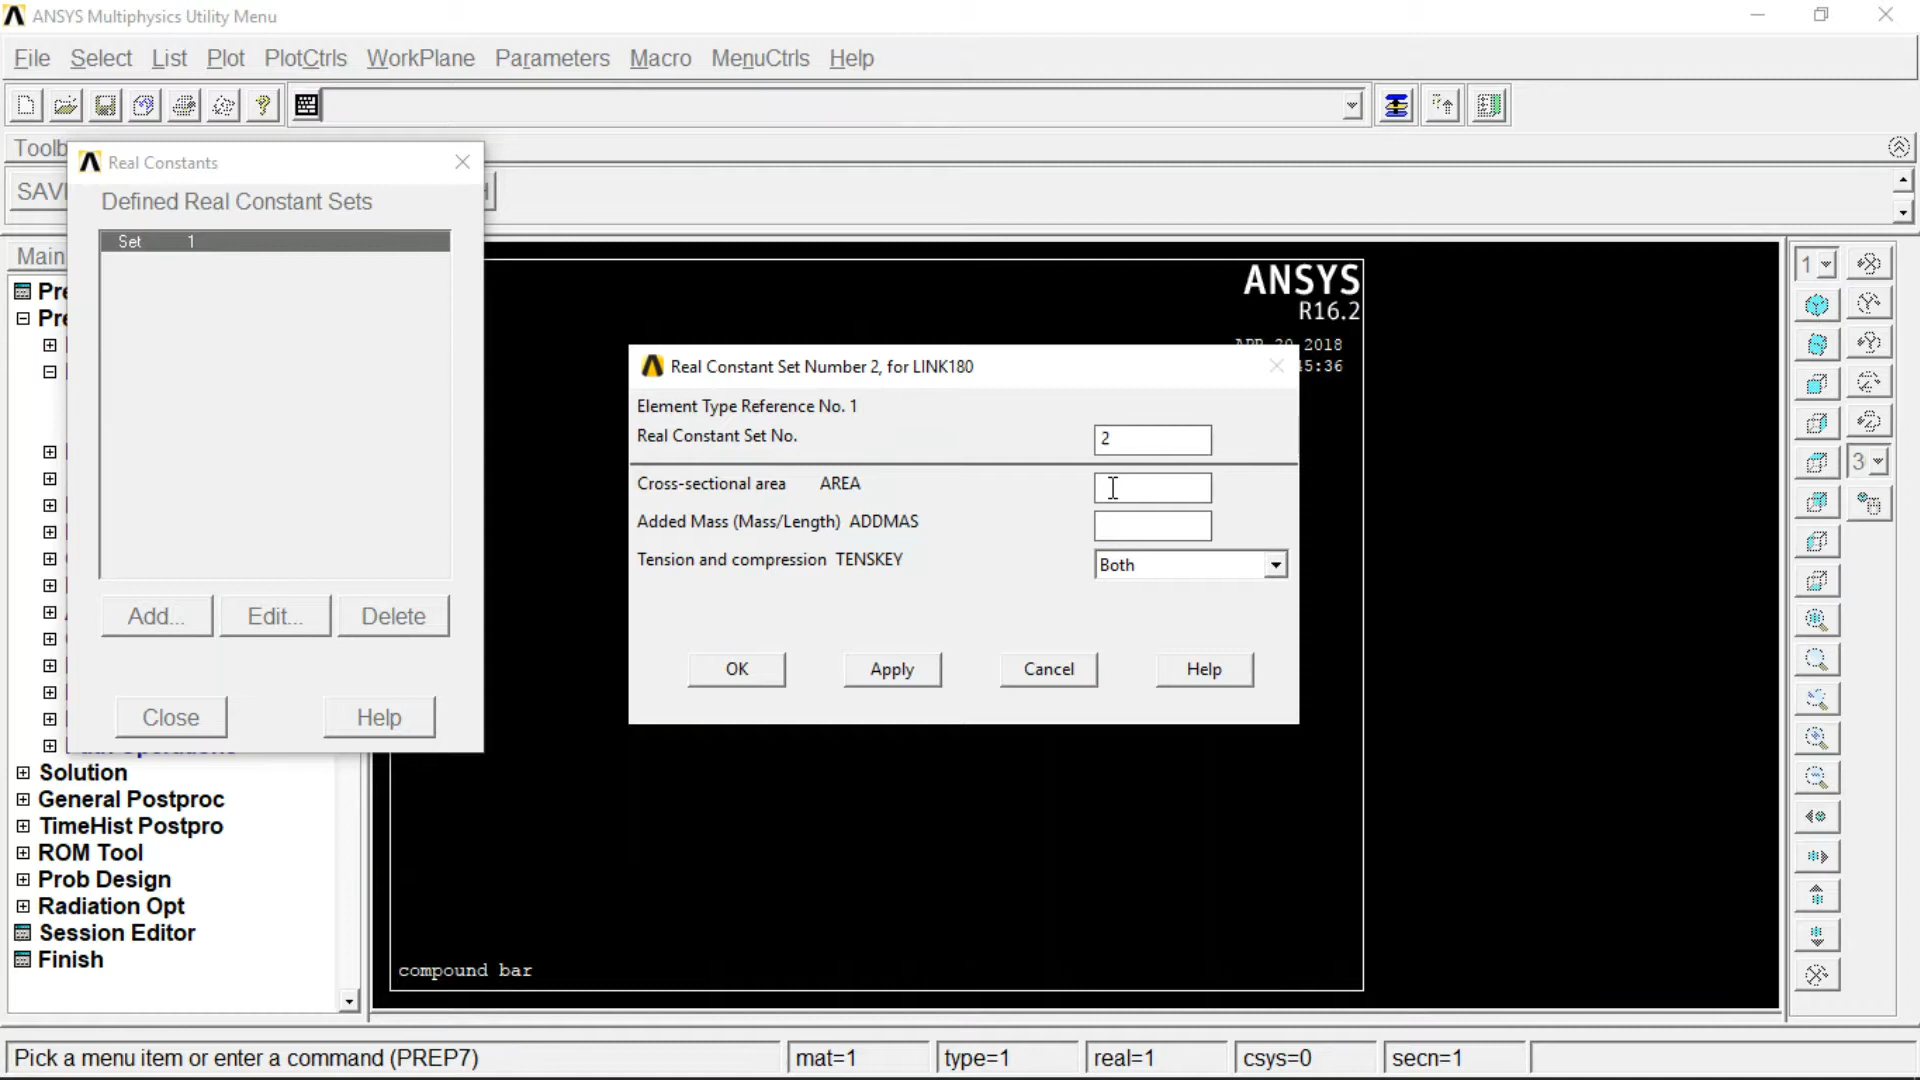 ANSYS Multiphysics Utility Menu
File Select List Plot PlotCtrls WorkPlane Parameters Macro MenuCtrls Help
Toolb
Real Constants
SAV
Defined Real Constant Sets
Set 1
Main
Pre
Pre
ANSYS
R16.2
2018
5:36
Real Constant Set Number 2, for LINK180
Element Type Reference No. 1
Real Constant Set No. 2
Cross-sectional area AREA
Added Mass (Mass/Length) ADDMAS
Tension and compression TENSKEY Both
OK Apply Cancel Help
Add... Edit... Delete
Close Help
1
3
Solution
General Postproc
TimeHist Postpro
ROM Tool
Prob Design
Radiation Opt
Session Editor
Finish
compound bar
Pick a menu item or enter a command (PREP7) mat=1 type=1 real=1 csys=0 secn=1